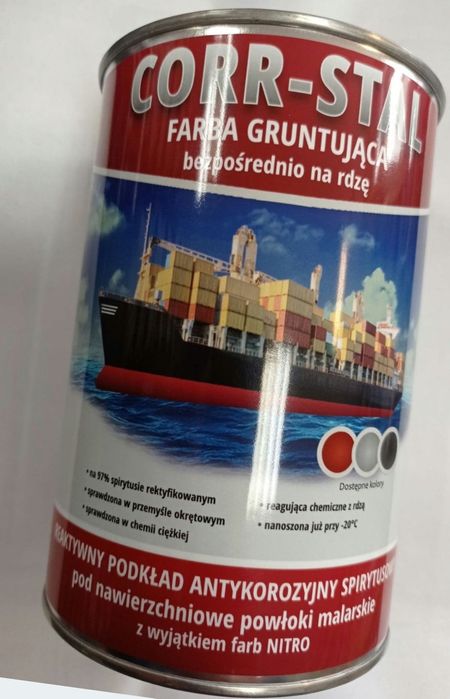 CORR-STAL
FARBA GRUNTUJĄCA
bezpośrednio na rdzę
Dostępne kolory
• na 97% spirytusie rektyfikowanym
• sprawdzona w przemyśle okrętowym
• sprawdzona w chemii ciężkiej
• reagująca chemiczne z rdzą
• nanoszona już przy -20°C
REAKTYWNY PODKŁAD ANTYKOROZYJNY SPIRYTUSOWY
pod nawierzchniowe powłoki malarskie
z wyjątkiem farb NITRO